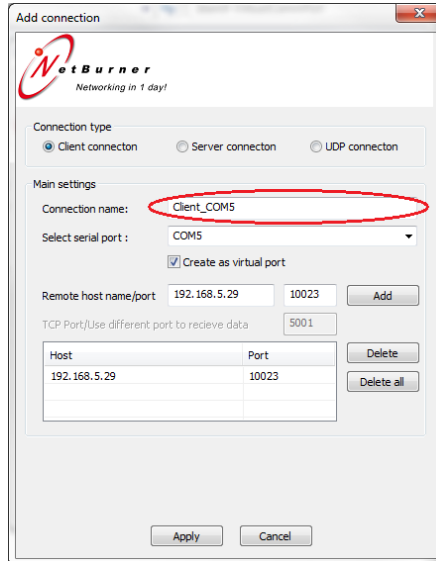 Add connection
NetBurner
Networking in 1 day!
Connection type
Client connecton
Server connecton
UDP connecton
Main settings
Connection name: Client_COM5
Select serial port : COM5
Create as virtual port
Remote host name/port 192.168.5.29 10023 Add
TCP Port/Use different port to recieve data 5001
Host Port Delete
192.168.5.29 10023 Delete all
Apply Cancel